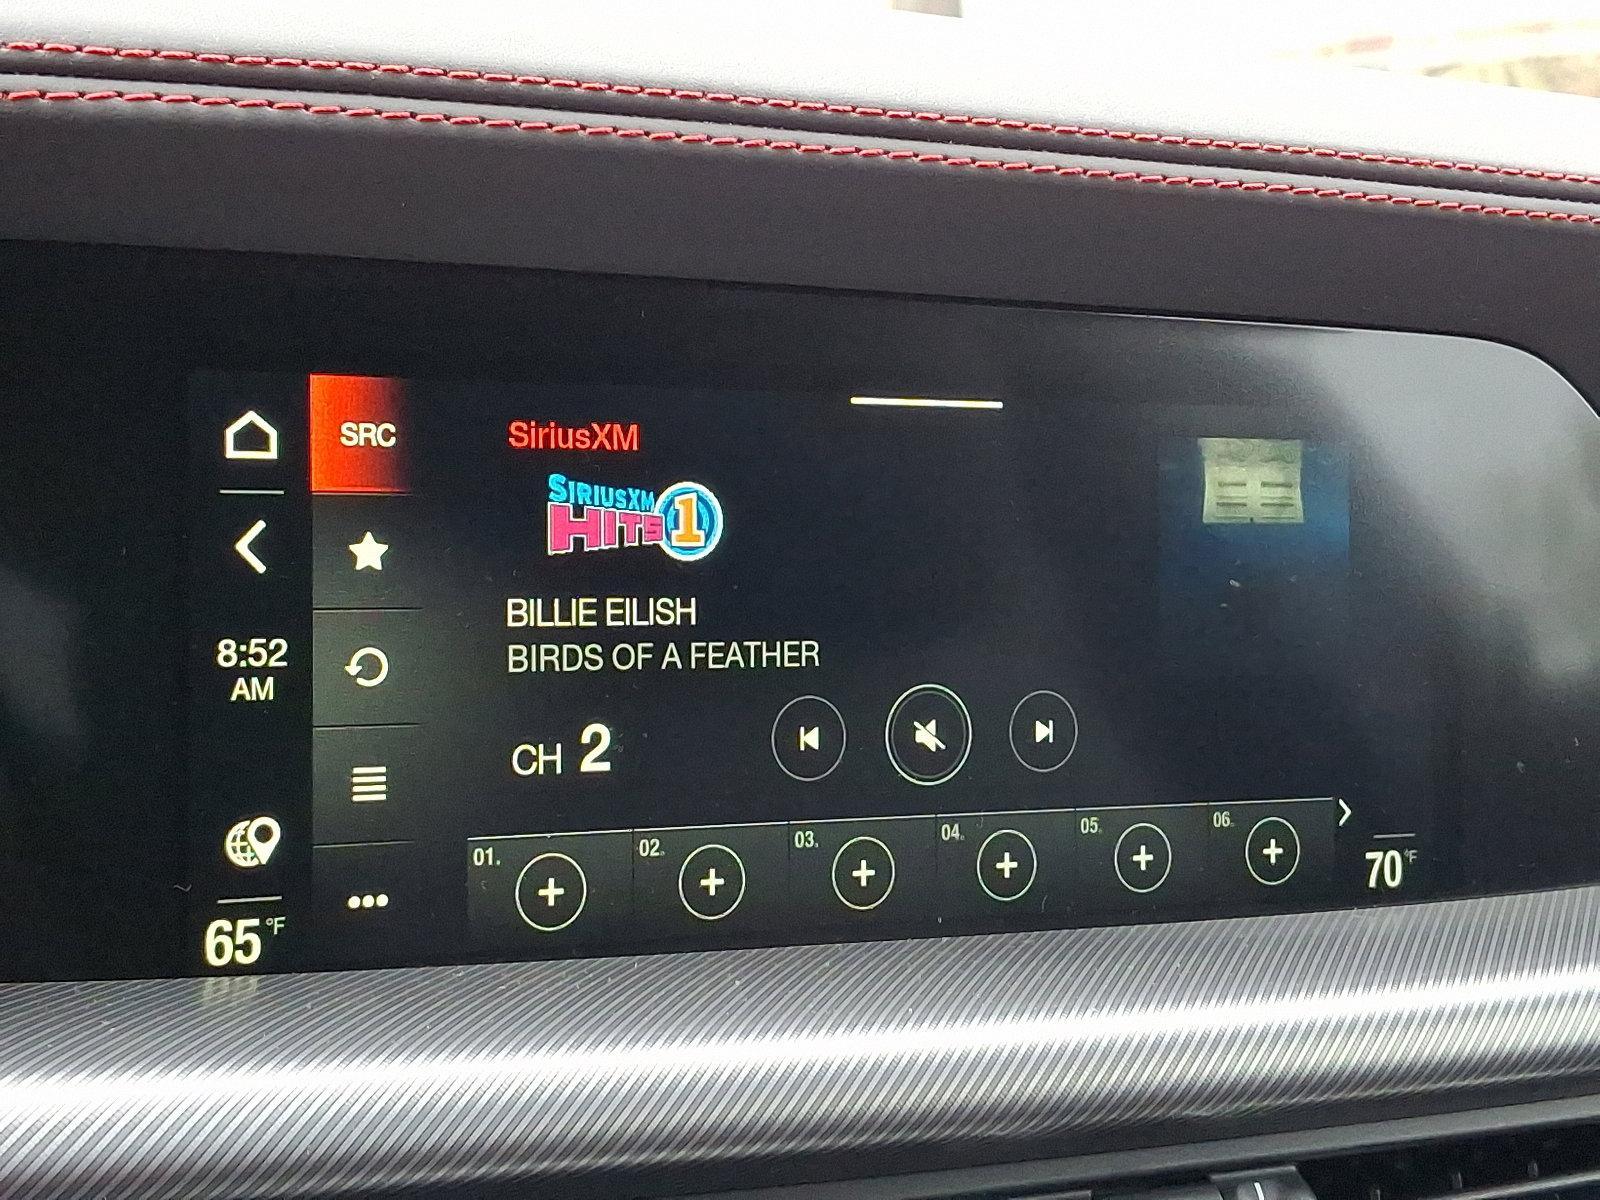 SRC
SiriusXM
SIRIUSXM
HITS 1
BILLIE EILISH
BIRDS OF A FEATHER
8:52
AM
CH 2
01.
02.
03.
04.
05.
06.
65 °F
70 °F